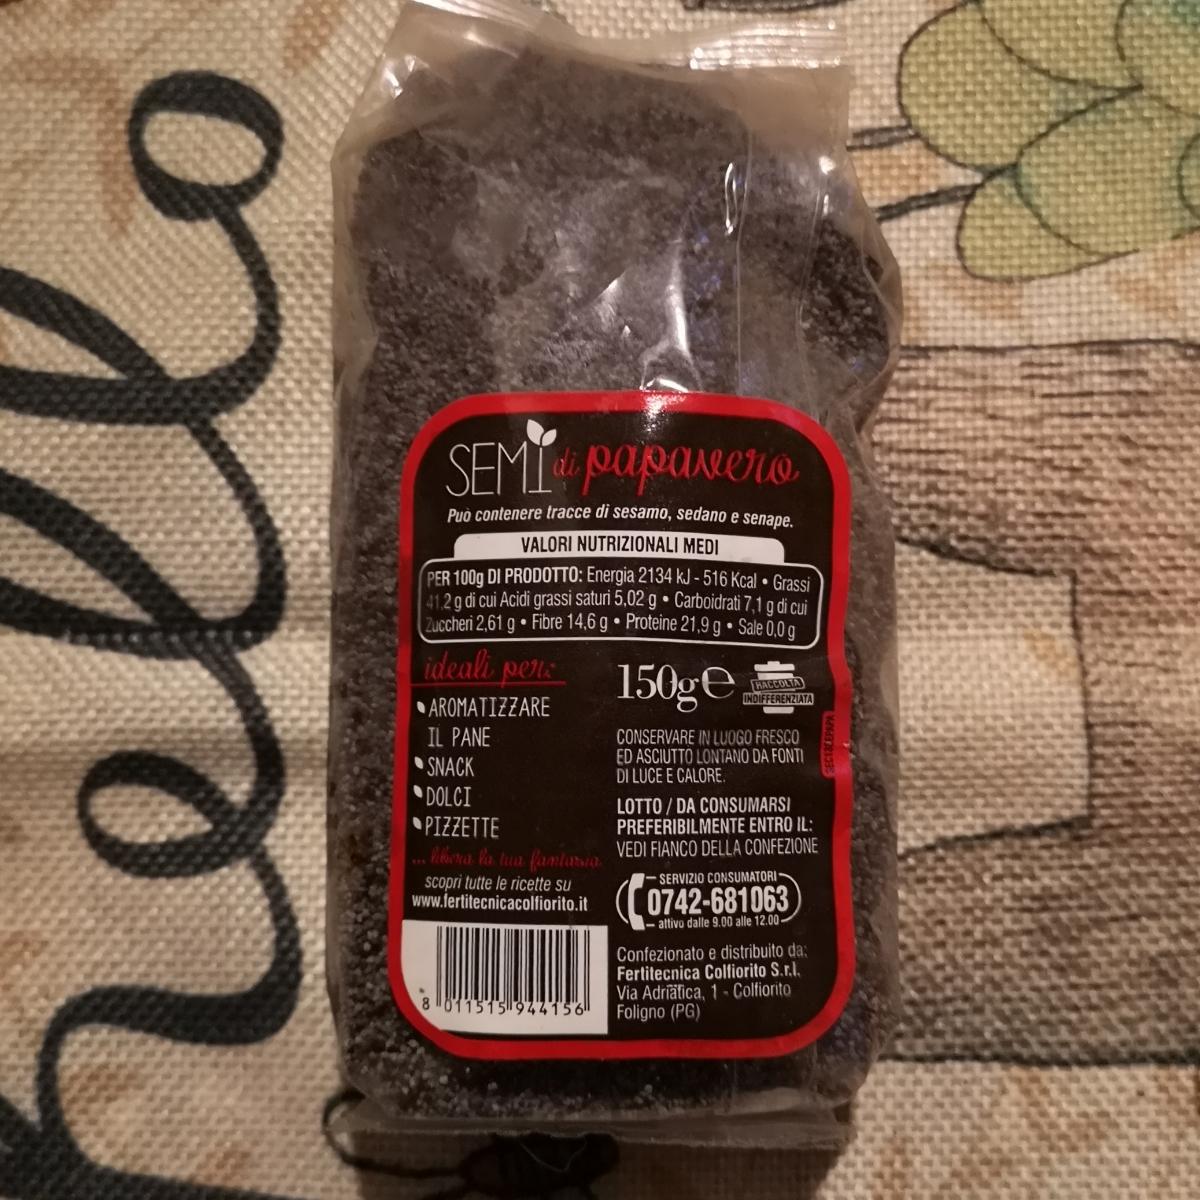 hello
SEMI di papavero
Può contenere tracce di sesamo, sedano e senape.
VALORI NUTRIZIONALI MEDI
PER 100g DI PRODOTTO: Energia 2134 kJ - 516 Kcal • Grassi
41,2 g di cui Acidi grassi saturi 5,02 g • Carboidrati 7,1 g di cui
Zuccheri 2,61 g • Fibre 14,6 g • Proteine 21,9 g • Sale 0,0 g
ideali per:
AROMATIZZARE
IL PANE
SNACK
DOLCI
PIZZETTE
... libera la tua fantasia
scopri tutte le ricette su
www.fertitecnicacolfiorito.it
8 011515 944156
150g e
RACCOLTA
INDIFFERENZIATA
CONSERVARE IN LUOGO FRESCO
ED ASCIUTTO LONTANO DA FONTI
DI LUCE E CALORE.
LOTTO / DA CONSUMARSI
PREFERIBILMENTE ENTRO IL:
VEDI FIANCO DELLA CONFEZIONE
SERVIZIO CONSUMATORI
0742-681063
attivo dalle 9.00 alle 12.00
Confezionato e distribuito da:
Fertitecnica Colfiorito S.r.l.
Via Adriatica, 1 - Colfiorito
Foligno (PG)